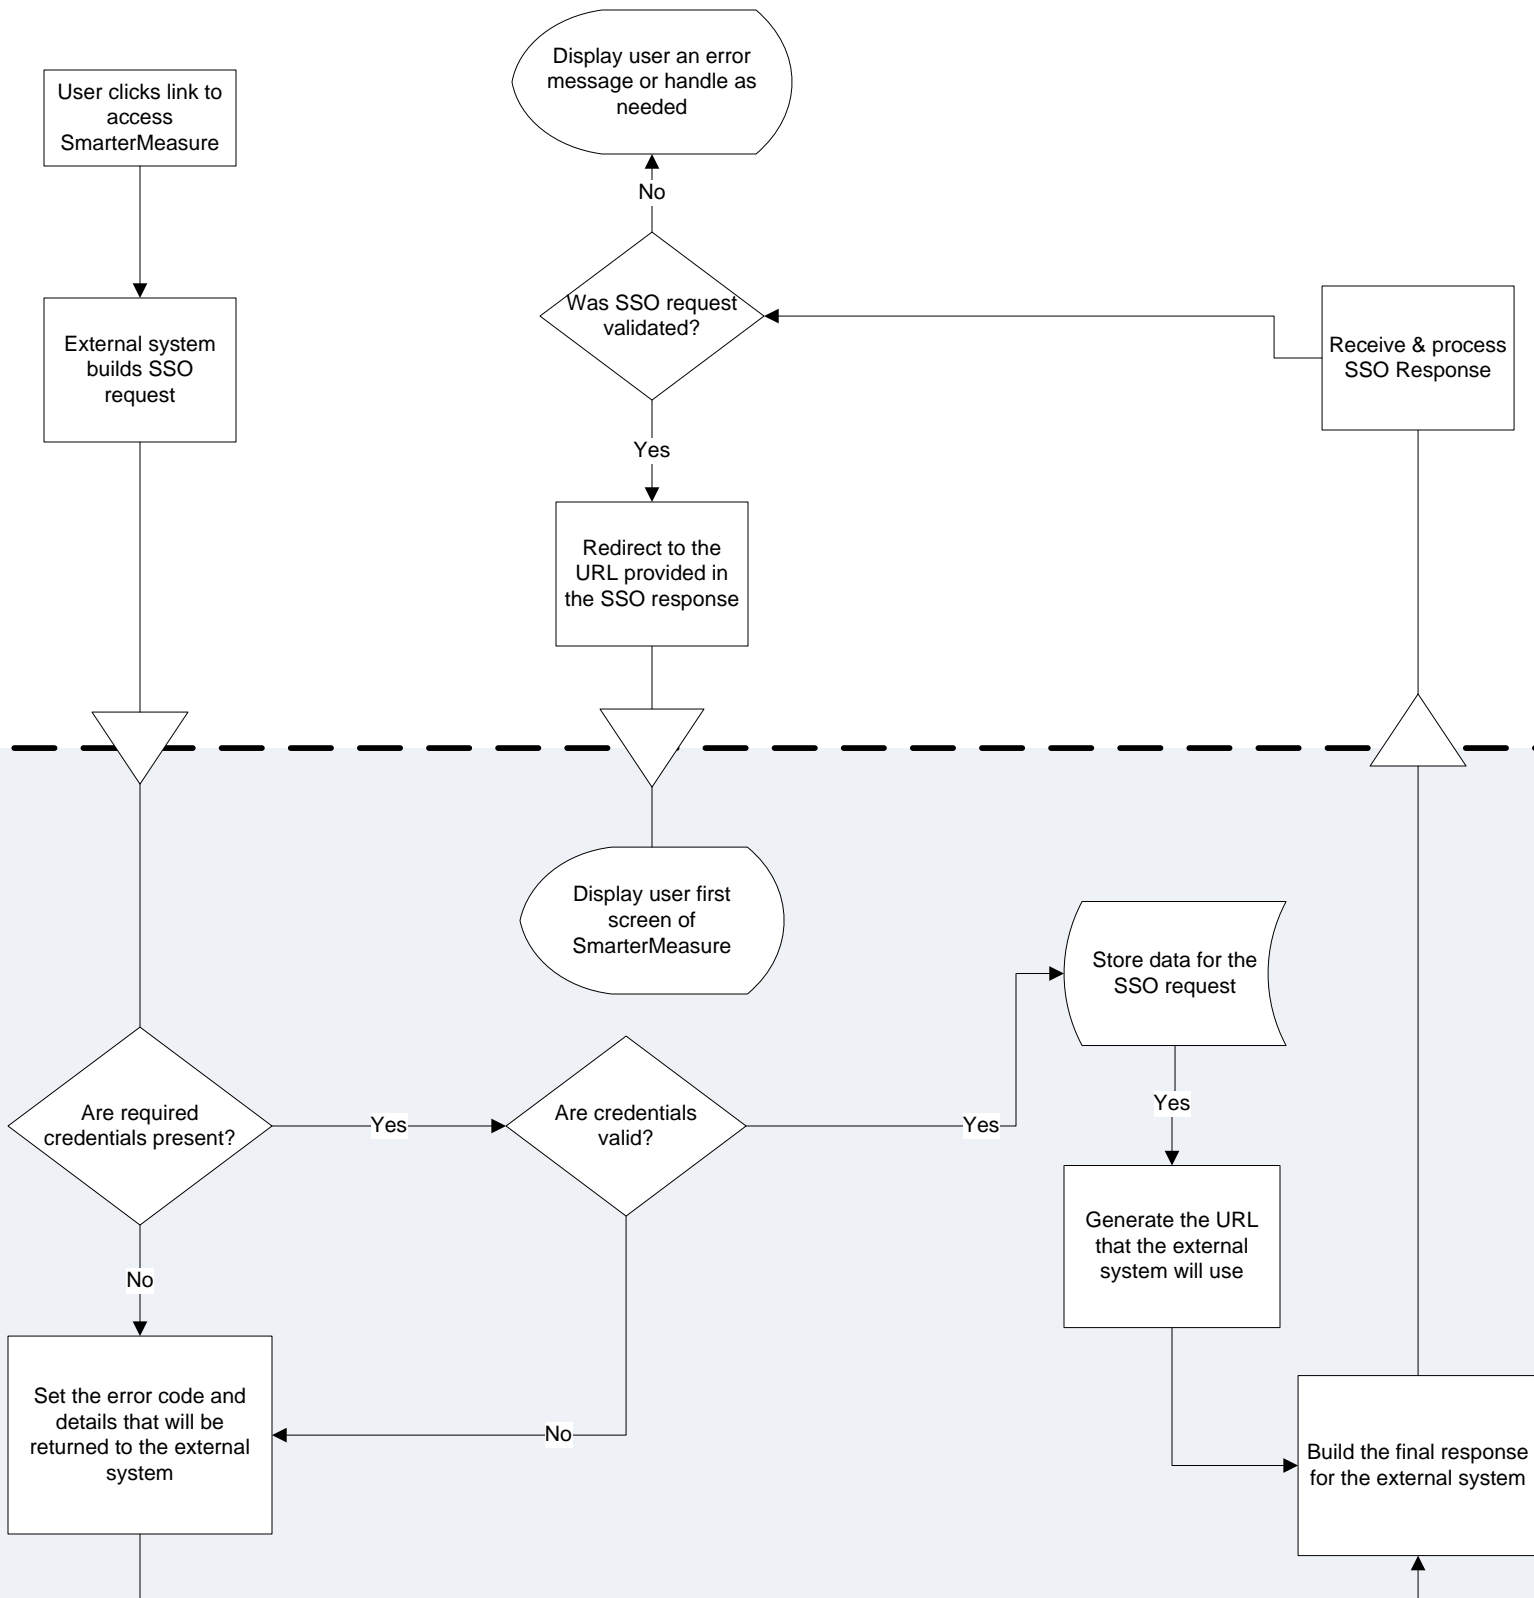 Display user an error
message or handle as
needed
User clicks link to
access
SmarterMeasure
No
Was SSO request
validated?
External system
builds SSO
request
Receive & process
SSO Response
Yes
Redirect to the
URL provided in
the SSO response
Display user first
screen of
SmarterMeasure
Store data for the
SSO request
Are required
credentials present?
Yes
Are credentials
valid?
Yes
Yes
Generate the URL
that the external
system will use
No
Set the error code and
details that will be
returned to the external
system
No
Build the final response
for the external system